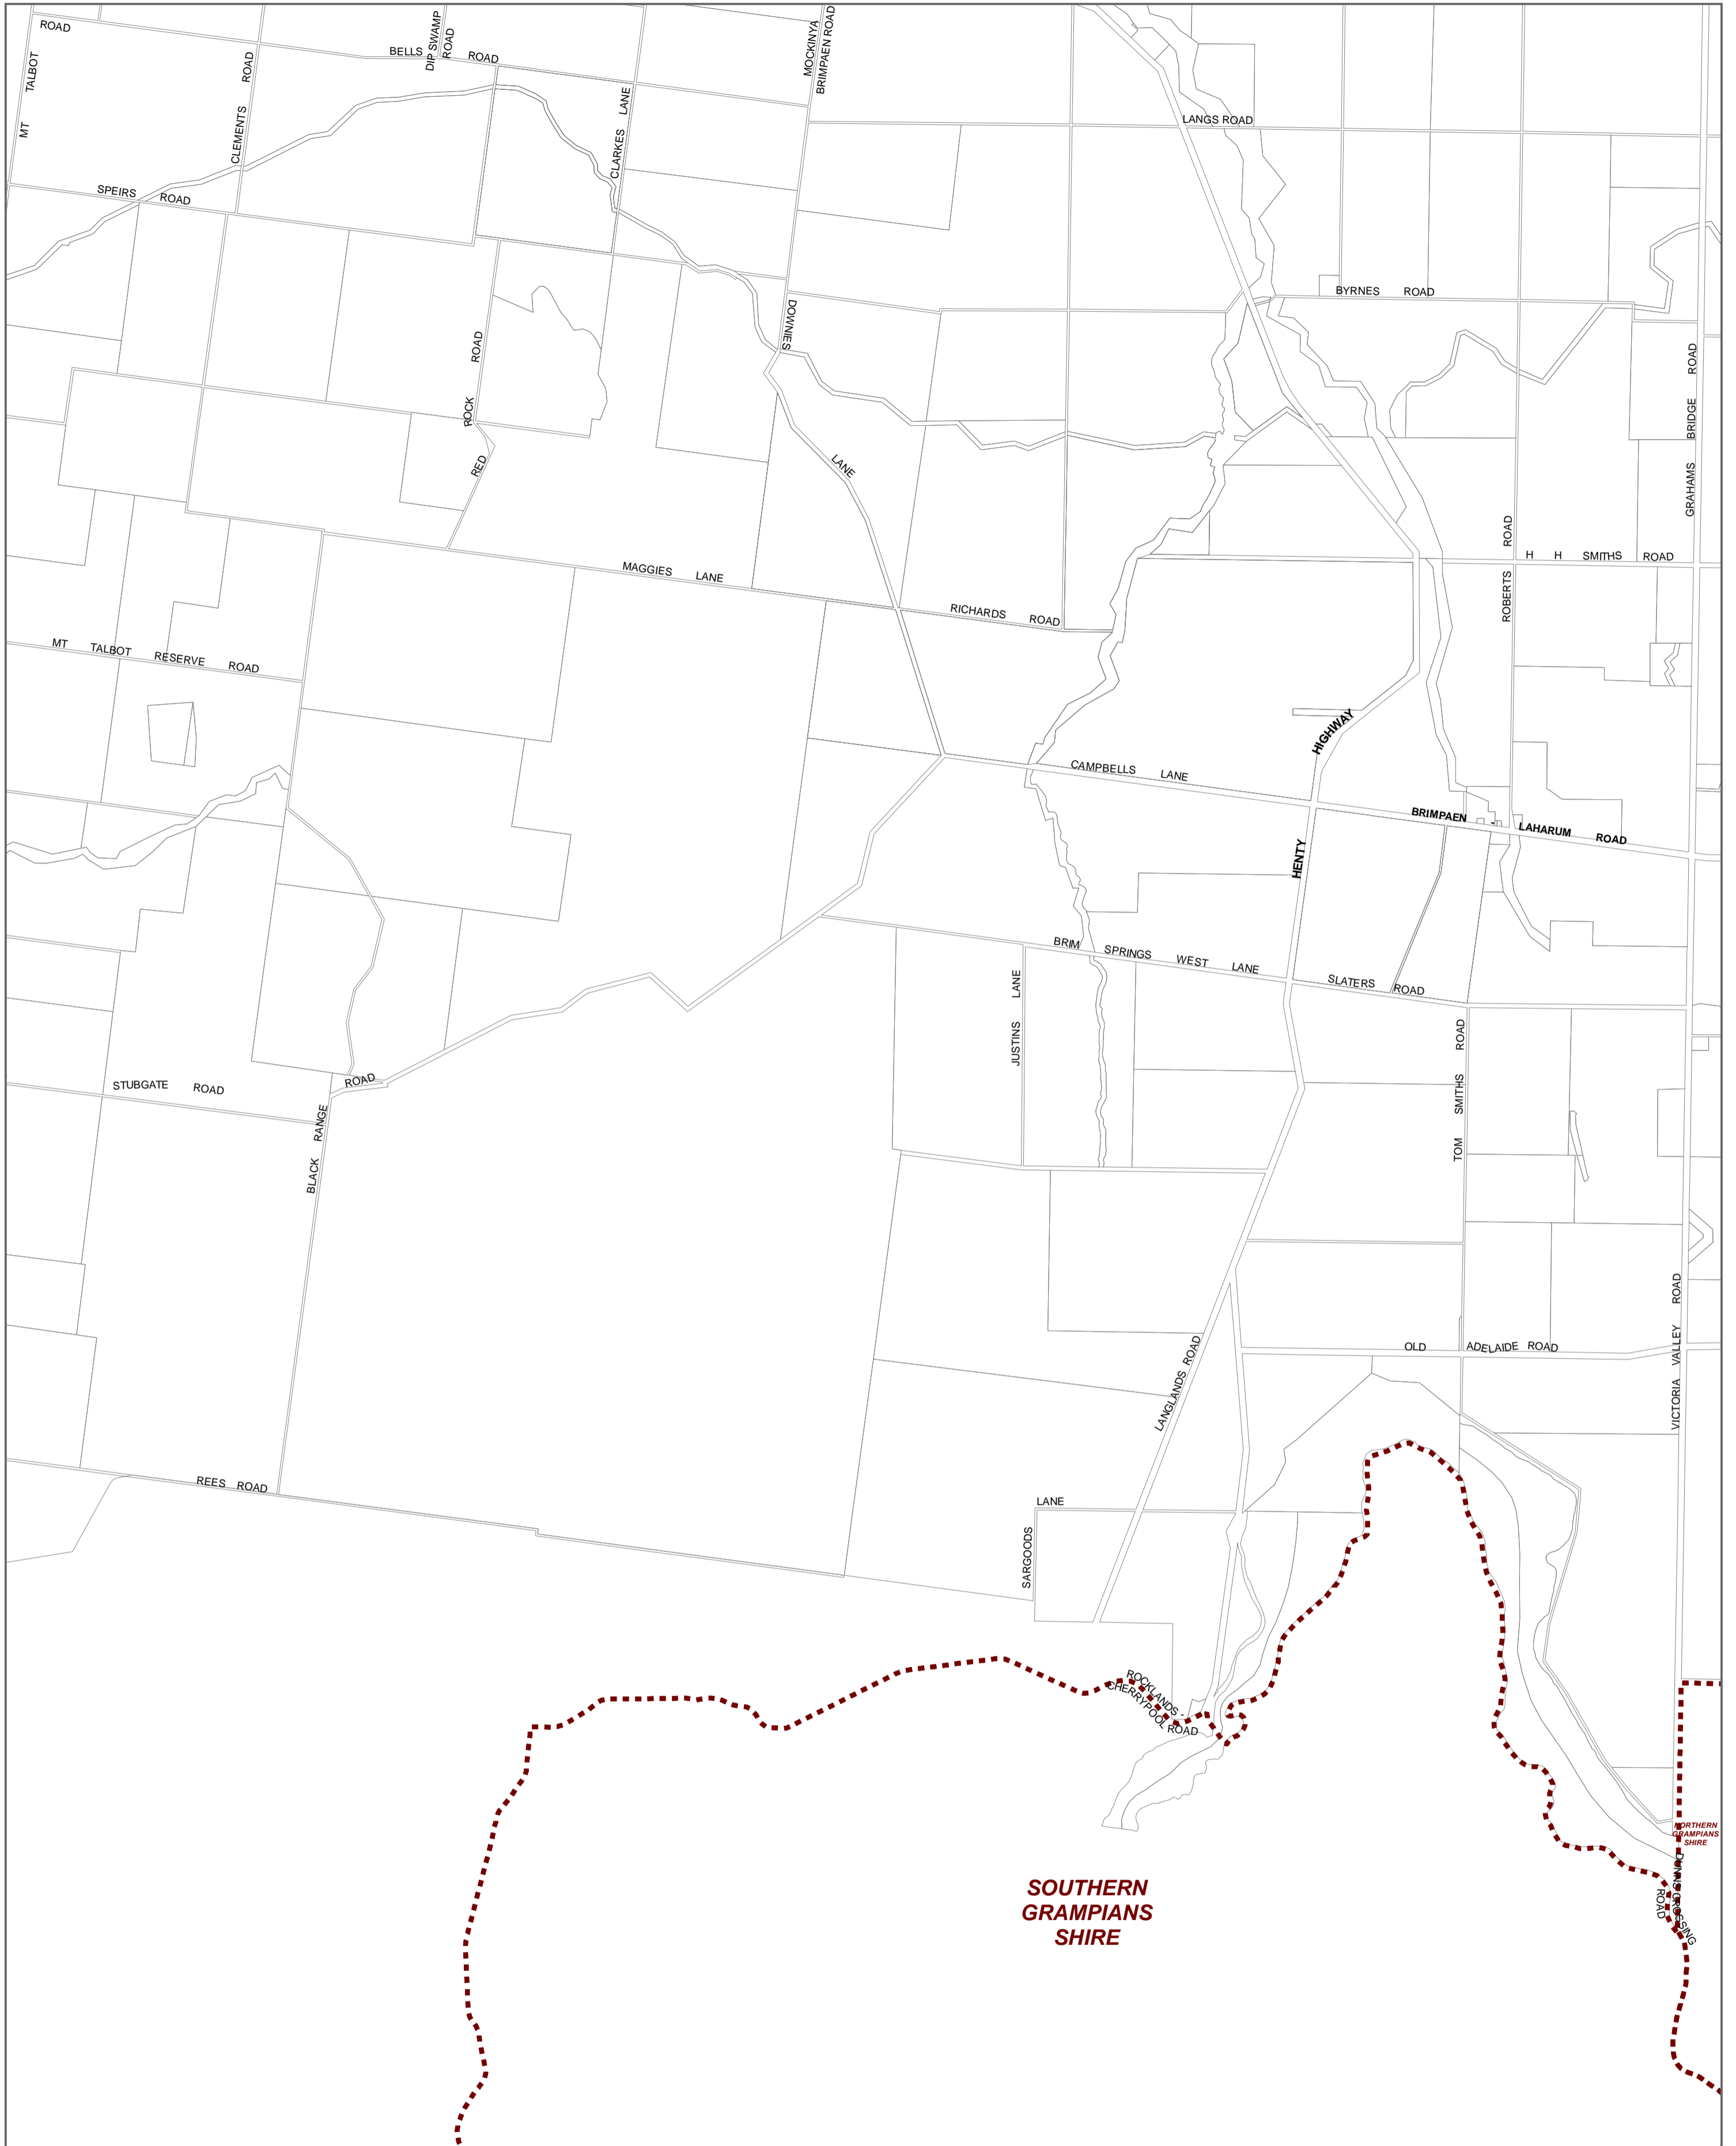 ROAD
MT TALBOT
BELLS ROAD
DIP SWAMP
ROAD
CLEMENTS ROAD
CLARKES LANE
MOCKINYA
BRIMPAEN ROAD
LANGS ROAD
SPEIRS ROAD
BYRNES ROAD
DOWNIES LANE
RED ROCK ROAD
GRAHAMS BRIDGE ROAD
MAGGIES LANE
RICHARDS ROAD
H H SMITHS ROAD
ROBERTS ROAD
MT TALBOT RESERVE ROAD
HENTY HIGHWAY
CAMPBELLS LANE
BRIMPAEN - LAHARUM ROAD
BRIM SPRINGS WEST LANE
SLATERS ROAD
JUSTINS LANE
TOM SMITHS ROAD
STUBGATE ROAD
BLACK RANGE ROAD
OLD ADELAIDE ROAD
VICTORIA VALLEY ROAD
LANGLANDS ROAD
REES ROAD
SARGOODS LANE
ROCKLANDS -
CHERRYPOOL ROAD
NORTHERN
GRAMPIANS
SHIRE
DUNNS CROSSING
ROAD
SOUTHERN
GRAMPIANS
SHIRE